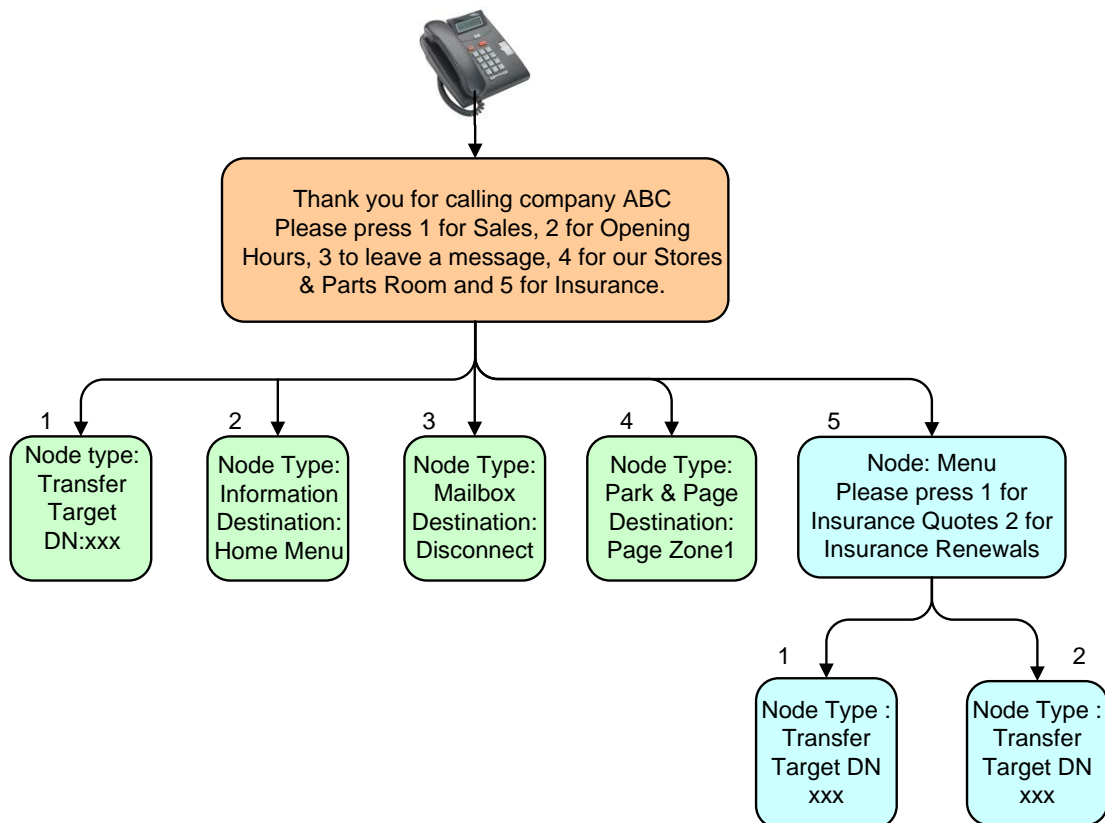 Thank you for calling company ABC
Please press 1 for Sales, 2 for Opening
Hours, 3 to leave a message, 4 for our Stores
& Parts Room and 5 for Insurance.
1
Node type:
Transfer
Target
DN:xxx
2
Node Type:
Information
Destination:
Home Menu
3
Node Type:
Mailbox
Destination:
Disconnect
4
Node Type:
Park & Page
Destination:
Page Zone1
5
Node: Menu
Please press 1 for
Insurance Quotes 2 for
Insurance Renewals
1
Node Type :
Transfer
Target DN
xxx
2
Node Type :
Transfer
Target DN
xxx